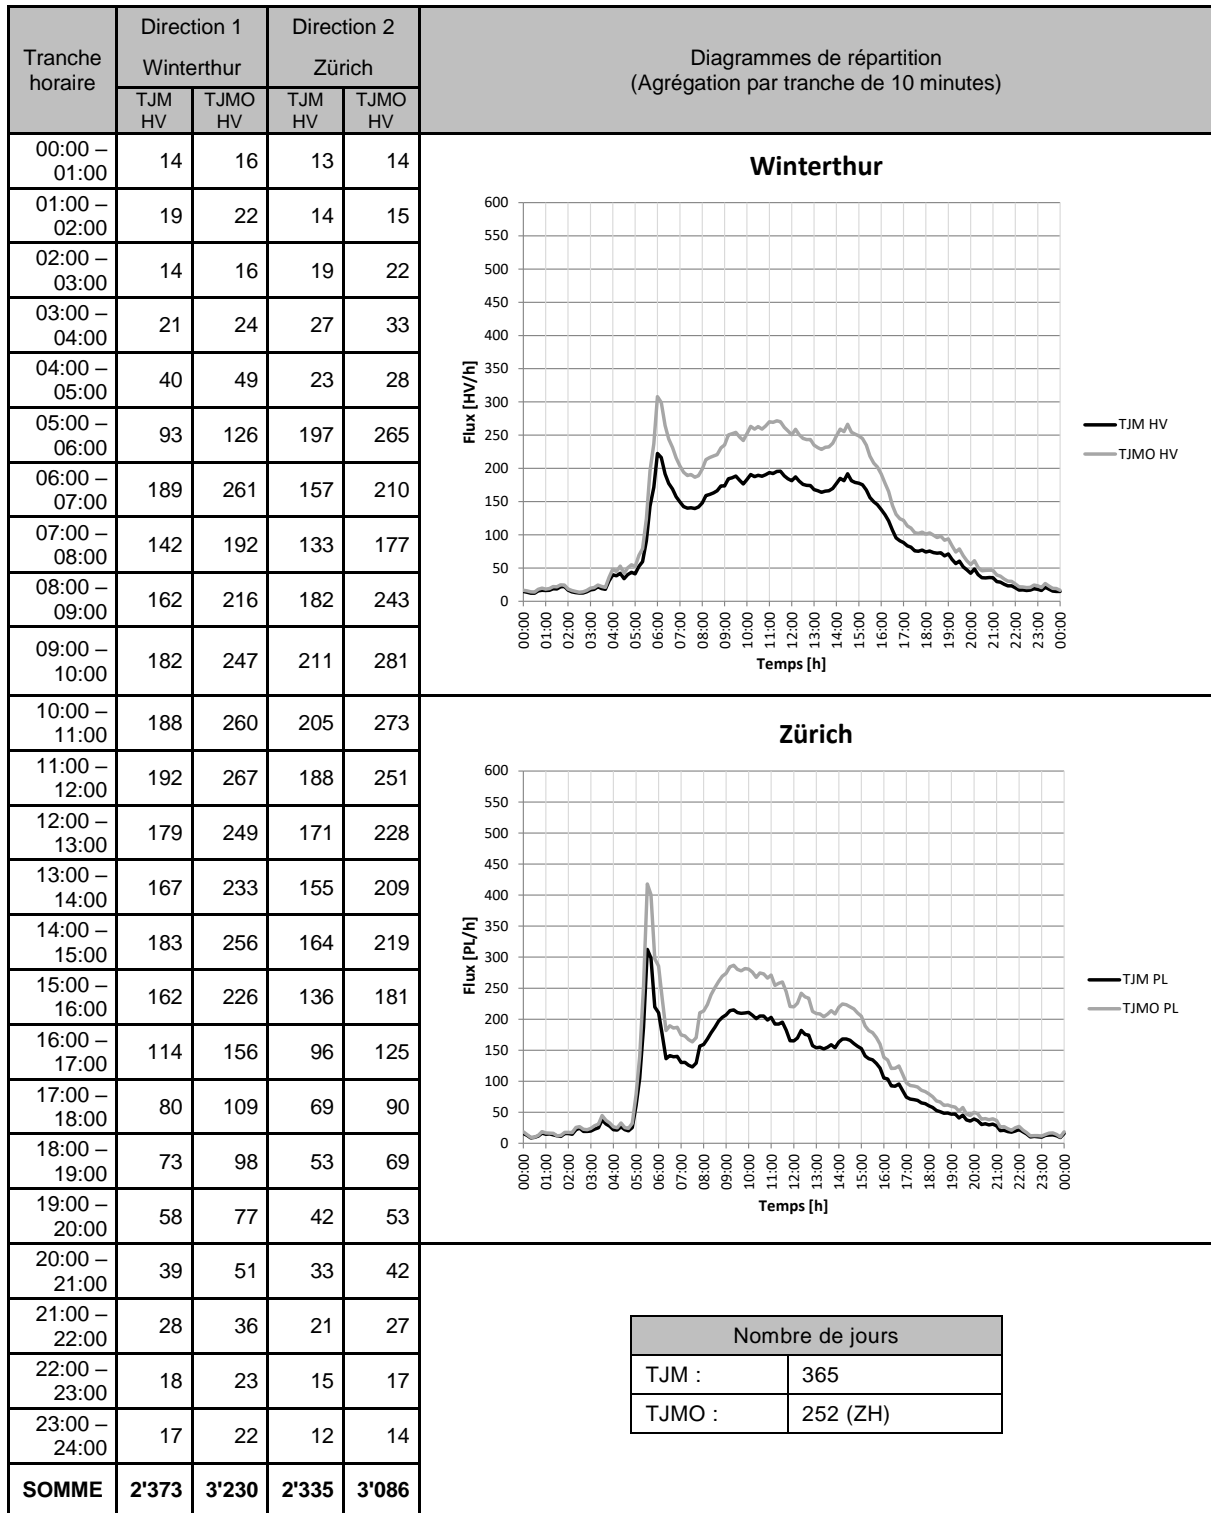 Tranche horaire
Direction 1
Winterthur
Direction 2
Zürich
TJM HV
TJMO HV
TJM HV
TJMO HV
Diagrammes de répartition
(Agrégation par tranche de 10 minutes)
00:00 – 01:00 14 16 13 14
01:00 – 02:00 19 22 14 15
02:00 – 03:00 14 16 19 22
03:00 – 04:00 21 24 27 33
04:00 – 05:00 40 49 23 28
05:00 – 06:00 93 126 197 265
06:00 – 07:00 189 261 157 210
07:00 – 08:00 142 192 133 177
08:00 – 09:00 162 216 182 243
09:00 – 10:00 182 247 211 281
10:00 – 11:00 188 260 205 273
11:00 – 12:00 192 267 188 251
12:00 – 13:00 179 249 171 228
13:00 – 14:00 167 233 155 209
14:00 – 15:00 183 256 164 219
15:00 – 16:00 162 226 136 181
16:00 – 17:00 114 156 96 125
17:00 – 18:00 80 109 69 90
18:00 – 19:00 73 98 53 69
19:00 – 20:00 58 77 42 53
20:00 – 21:00 39 51 33 42
21:00 – 22:00 28 36 21 27
22:00 – 23:00 18 23 15 17
23:00 – 24:00 17 22 12 14
SOMME 2'373 3'230 2'335 3'086
Winterthur
600
550
500
450
400
350
300
250
200
150
100
50
0
Flux [HV/h]
00:00 01:00 02:00 03:00 04:00 05:00 06:00 07:00 08:00 09:00 10:00 11:00 12:00 13:00 14:00 15:00 16:00 17:00 18:00 19:00 20:00 21:00 22:00 23:00 00:00
Temps [h]
TJM HV
TJMO HV
Zürich
600
550
500
450
400
350
300
250
200
150
100
50
0
Flux [PL/h]
00:00 01:00 02:00 03:00 04:00 05:00 06:00 07:00 08:00 09:00 10:00 11:00 12:00 13:00 14:00 15:00 16:00 17:00 18:00 19:00 20:00 21:00 22:00 23:00 00:00
Temps [h]
TJM PL
TJMO PL
Nombre de jours
TJM : 365
TJMO : 252 (ZH)